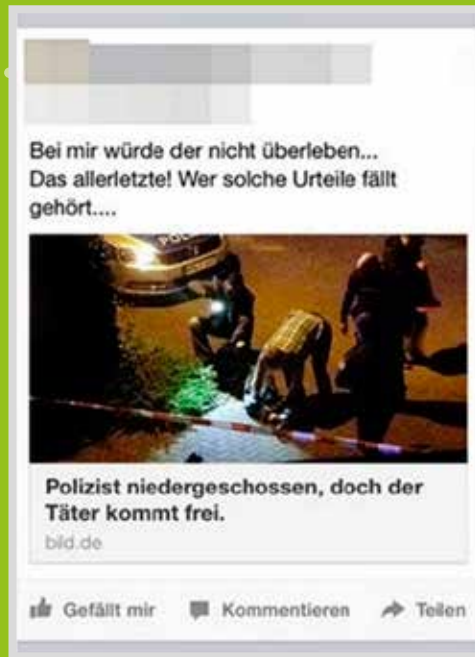 Bei mir würde der nicht überleben...
Das allerletzte! Wer solche Urteile fällt
gehört....
POL
Polizist niedergeschossen, doch der
Täter kommt frei.
bild.de
Gefällt mir Kommentieren Teilen